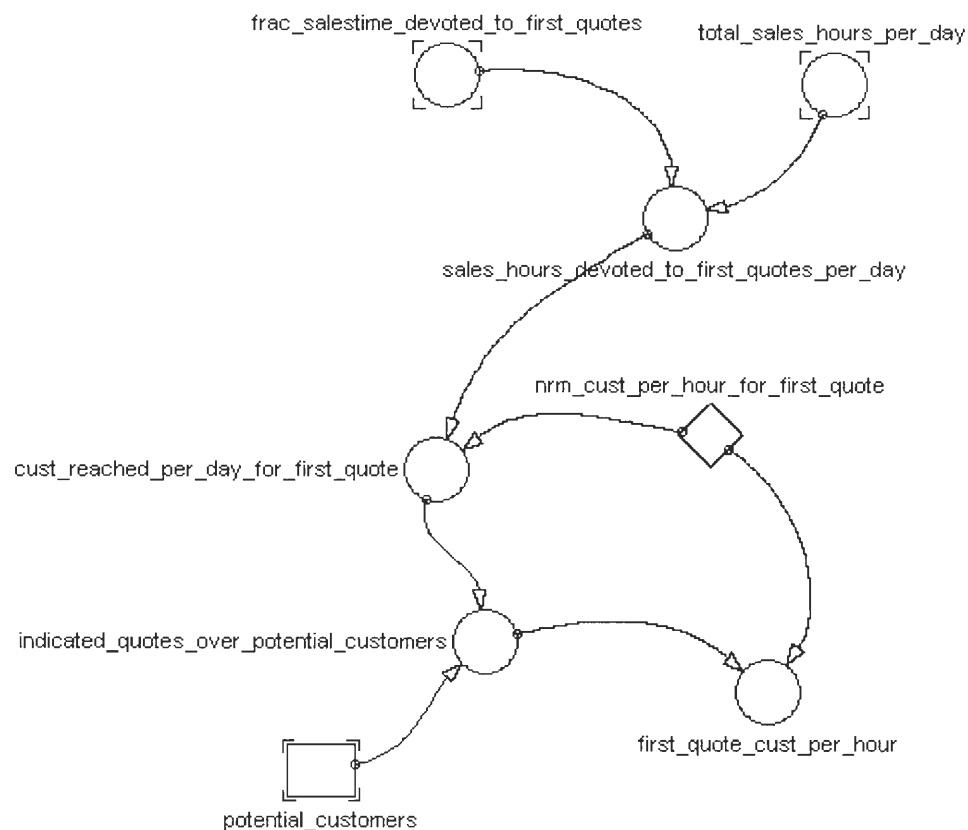 frac_salestime_devoted_to_first_quotes
total_sales_hours_per_day
sales_hours_devoted_to_first_quotes_per_day
nrm_cust_per_hour_for_first_quote
cust_reached_per_day_for_first_quote
indicated_quotes_over_potential_customers
first_quote_cust_per_hour
potential_customers